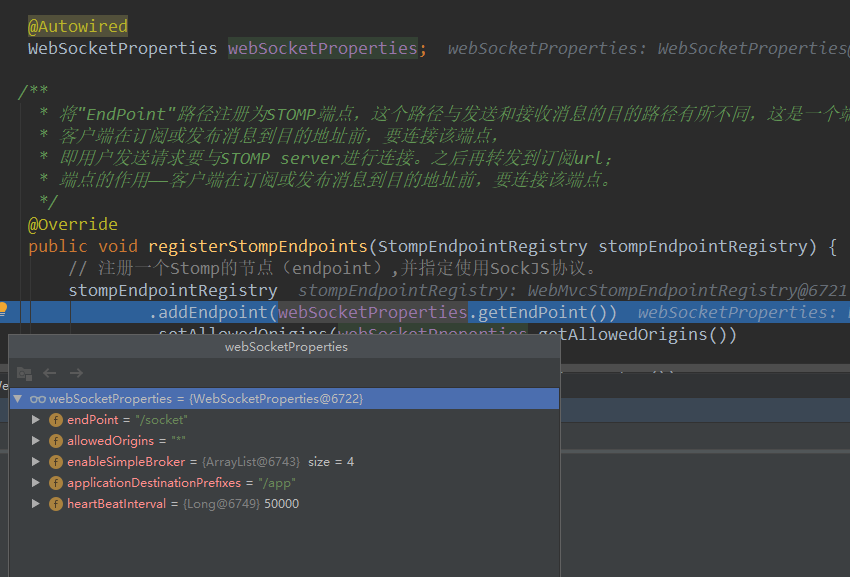 @Autowired
WebSocketProperties webSocketProperties; webSocketProperties: WebSocketProperties@
/**
* 将"EndPoint"路径注册为STOMP端点，这个路径与发送和接收消息的目的路径有所不同，这是一个端
* 客户端在订阅或发布消息到目的地址前，要连接该端点，
* 即用户发送请求要与STOMP server进行连接。之后再转发到订阅url；
* 端点的作用——客户端在订阅或发布消息到目的地址前，要连接该端点。
*/
@Override
public void registerStompEndpoints(StompEndpointRegistry stompEndpointRegistry) {
// 注册一个Stomp的节点（endpoint）,并指定使用SockJS协议。
stompEndpointRegistry stompEndpointRegistry: WebMvcStompEndpointRegistry@6721
.addEndpoint(webSocketProperties.getEndPoint()) webSocketProperties:
.setAllowedOrigins(webSocketProperties.getAllowedOrigins())
webSocketProperties
webSocketProperties = {WebSocketProperties@6722}
endPoint = "/socket"
allowedOrigins = "*"
enableSimpleBroker = {ArrayList@6743} size = 4
applicationDestinationPrefixes = "/app"
heartBeatInterval = {Long@6749} 50000